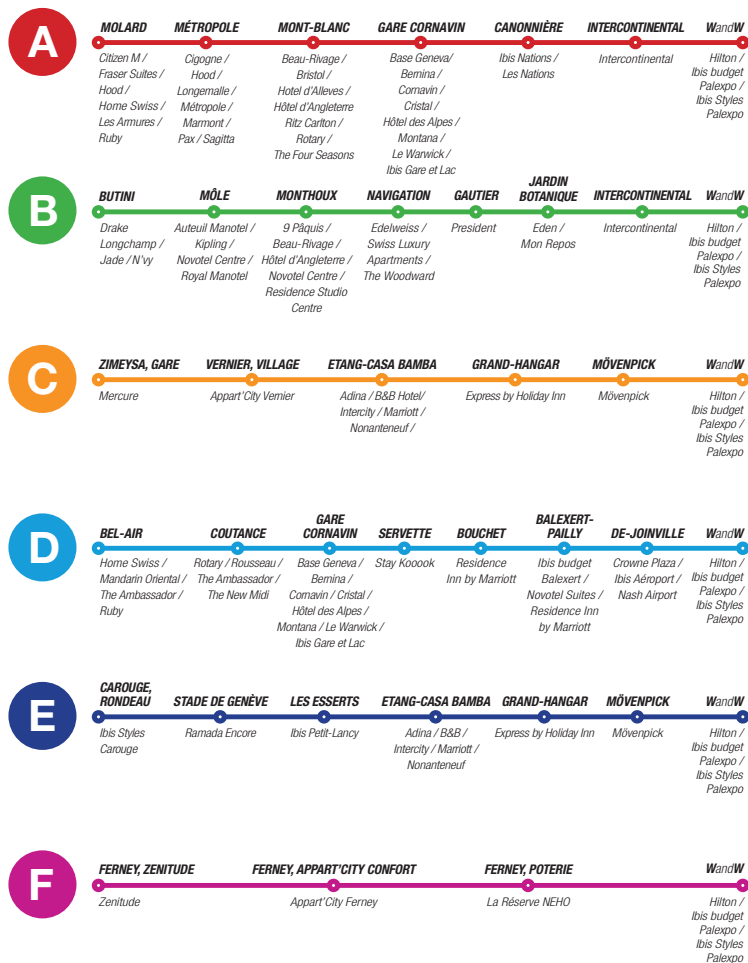 A
MOLARD
Citizen M /
Fraser Suites /
Hood /
Home Swiss /
Les Armures /
Ruby
MÉTROPOLE
Cigogne /
Hood /
Longemalle /
Métropole /
Marmont /
Pax / Sagitta
MONT-BLANC
Beau-Rivage /
Bristol /
Hotel d'Alleves /
Hôtel d'Angleterre
Ritz Carlton /
Rotary /
The Four Seasons
GARE CORNAVIN
Base Geneva/
Bernina /
Cornavin /
Cristal /
Hôtel des Alpes /
Montana /
Le Warwick /
Ibis Gare et Lac
CANONNIÈRE
Ibis Nations /
Les Nations
INTERCONTINENTAL
Intercontinental
WandW
Hilton /
Ibis budget
Palexpo /
Ibis Styles
Palexpo
B
BUTINI
Drake
Longchamp /
Jade / N'vy
MÔLE
Auteuil Manotel /
Kipling /
Novotel Centre /
Royal Manotel
MONTHOUX
9 Pâquis /
Beau-Rivage /
Hôtel d'Angleterre /
Novotel Centre /
Residence Studio
Centre
NAVIGATION
Edelweiss /
Swiss Luxury
Apartments /
The Woodward
GAUTIER
President
JARDIN
BOTANIQUE
Eden /
Mon Repos
INTERCONTINENTAL
Intercontinental
WandW
Hilton /
Ibis budget
Palexpo /
Ibis Styles
Palexpo
C
ZIMEYSA, GARE
Mercure
VERNIER, VILLAGE
Appart'City Vernier
ETANG-CASA BAMBA
Adina / B&B Hotel/
Intercity / Marriott /
Nonanteneuf /
GRAND-HANGAR
Express by Holiday Inn
MÖVENPICK
Mövenpick
WandW
Hilton /
Ibis budget
Palexpo /
Ibis Styles
Palexpo
D
BEL-AIR
Home Swiss /
Mandarin Oriental /
The Ambassador /
Ruby
COUTANCE
Rotary / Rousseau /
The Ambassador /
The New Midi
GARE
CORNAVIN
Base Geneva /
Bernina /
Cornavin / Cristal /
Hôtel des Alpes /
Montana / Le Warwick /
Ibis Gare et Lac
SERVETTE
Stay Kooook
BOUCHET
Residence
Inn by Marriott
BALEXERT-
PAILLY
Ibis budget
Balexert /
Novotel Suites /
Residence Inn
by Marriott
DE-JOINVILLE
Crowne Plaza /
Ibis Aéroport /
Nash Airport
WandW
Hilton /
Ibis budget
Palexpo /
Ibis Styles
Palexpo
E
CAROUGE,
RONDEAU
Ibis Styles
Carouge
STADE DE GENÈVE
Ramada Encore
LES ESSERTS
Ibis Petit-Lancy
ETANG-CASA BAMBA
Adina / B&B /
Intercity / Marriott /
Nonanteneuf
GRAND-HANGAR
Express by Holiday Inn
MÖVENPICK
Mövenpick
WandW
Hilton /
Ibis budget
Palexpo /
Ibis Styles
Palexpo
F
FERNEY, ZENITUDE
Zenitude
FERNEY, APPART'CITY CONFORT
Appart'City Ferney
FERNEY, POTERIE
La Réserve NEHO
WandW
Hilton /
Ibis budget
Palexpo /
Ibis Styles
Palexpo